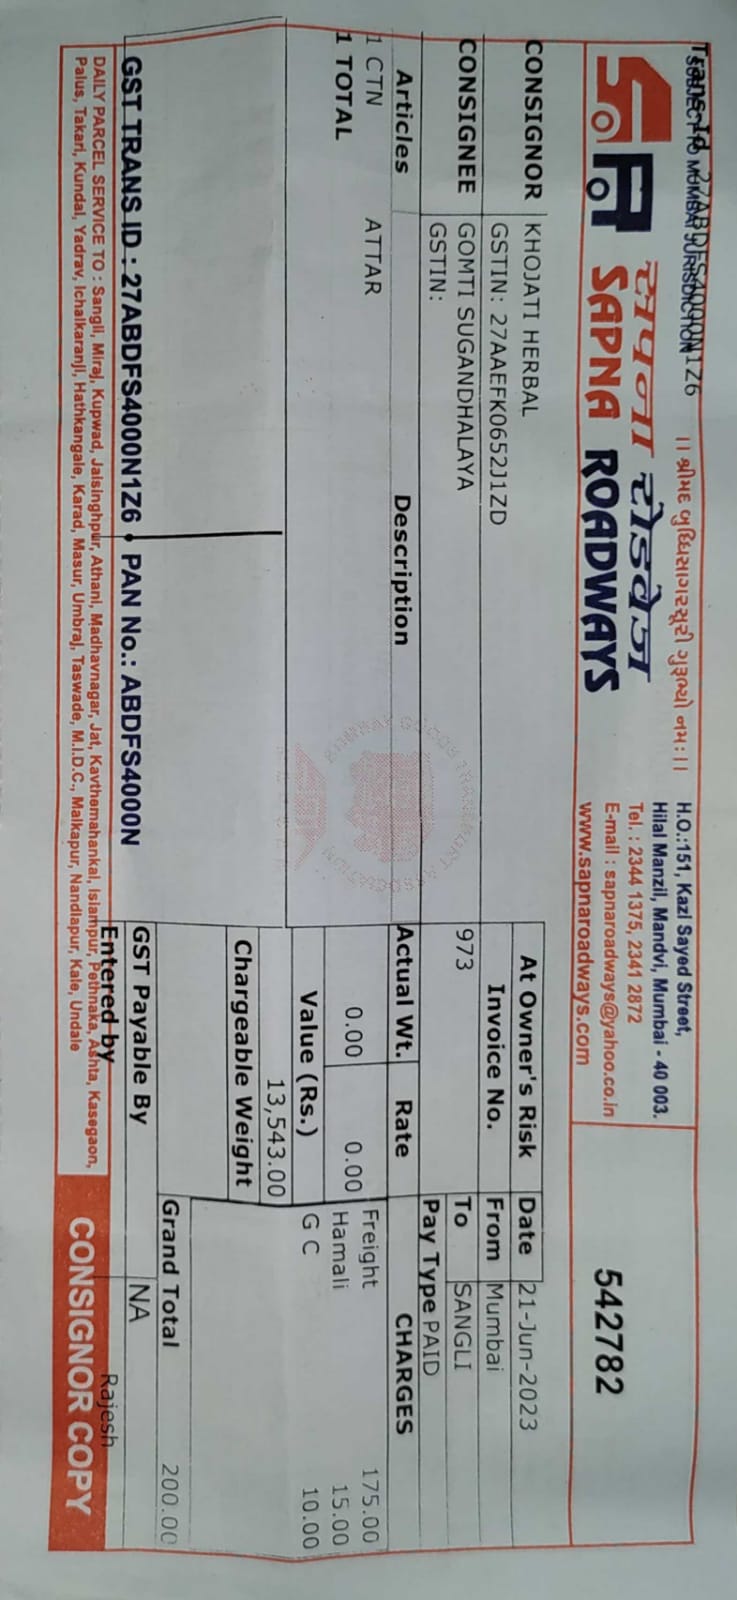 Trans Id 27ABDFS4000N1Z6
SUBJECT TO MUMBAI JURISDICTION
।। શ્રીમદ્ બુધ્ધિસાગરસૂરી ગુરૂભ્યો નમઃ ।।
સપના રોડવેઝ
SAPNA ROADWAYS
H.O.:151, Kazi Sayed Street,
Hilal Manzil, Mandvi, Mumbai - 40 003.
Tel. : 2344 1375, 2341 2872
E-mail : sapnaroadways@yahoo.co.in
www.sapnaroadways.com
542782
CONSIGNOR KHOJATI HERBAL At Owner's Risk Date 21-Jun-2023
GSTIN: 27AAEFK0652J1ZD Invoice No. From Mumbai
CONSIGNEE GOMTI SUGANDHALAYA 973 To SANGLI
GSTIN: Pay Type PAID
Articles Description Actual Wt. Rate CHARGES
1 CTN ATTAR 0.00 0.00 Freight 175.00
1 TOTAL Hamali 15.00
Value (Rs.) G C 10.00
13,543.00
Chargeable Weight
Grand Total 200.00
GST Payable By NA
GST TRANS ID : 27ABDFS4000N1Z6 • PAN No.: ABDFS4000N
Entered by Rajesh
DAILY PARCEL SERVICE TO : Sangli, Miraj, Kupwad, Jaisinghpur, Athani, Madhavnagar, Jat, Kavthemahankal, Islampur, Pethnaka, Ashta, Kasegaon,
Palus, Takari, Kundal, Yadrav, Ichalkaranji, Hathkangale, Karad, Masur, Umbraj, Taswade, M.I.D.C., Malkapur, Nandlapur, Kale, Undale
CONSIGNOR COPY